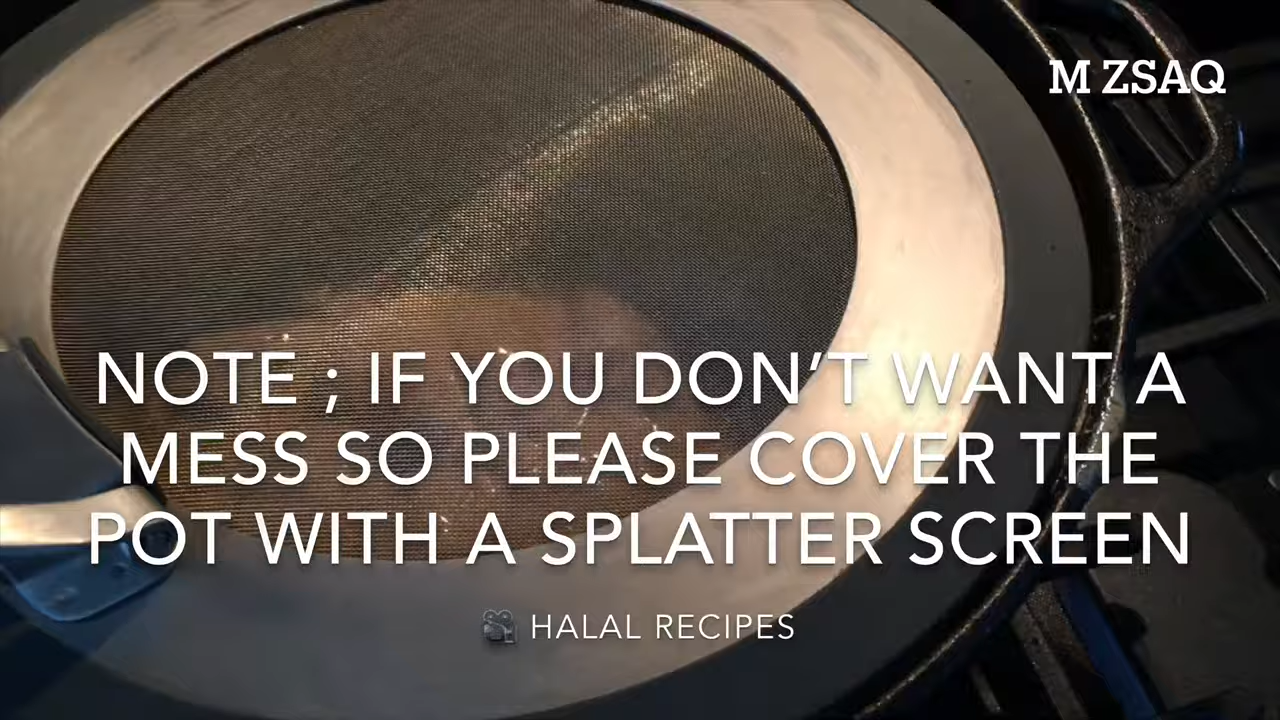 M ZSAQ
NOTE ; IF YOU DON’T WANT A
MESS SO PLEASE COVER THE
POT WITH A SPLATTER SCREEN
🎥 HALAL RECIPES